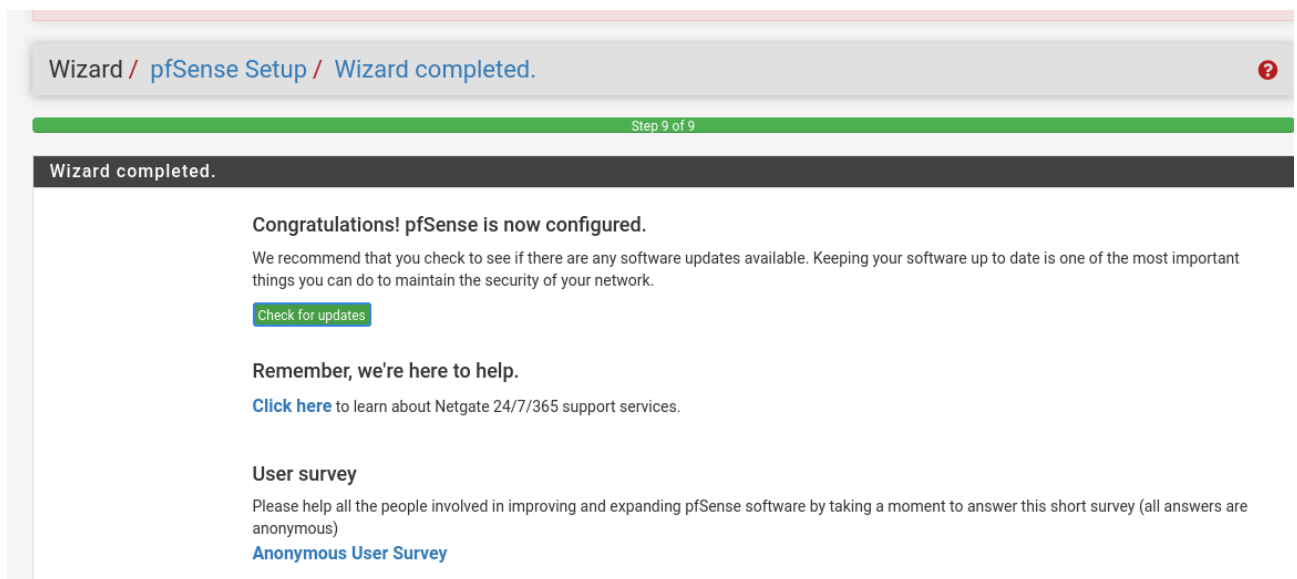 Wizard / pfSense Setup / Wizard completed.
Step 9 of 9
Wizard completed.
Congratulations! pfSense is now configured.
We recommend that you check to see if there are any software updates available. Keeping your software up to date is one of the most important
things you can do to maintain the security of your network.
Check for updates
Remember, we're here to help.
Click here to learn about Netgate 24/7/365 support services.
User survey
Please help all the people involved in improving and expanding pfSense software by taking a moment to answer this short survey (all answers are
anonymous)
Anonymous User Survey